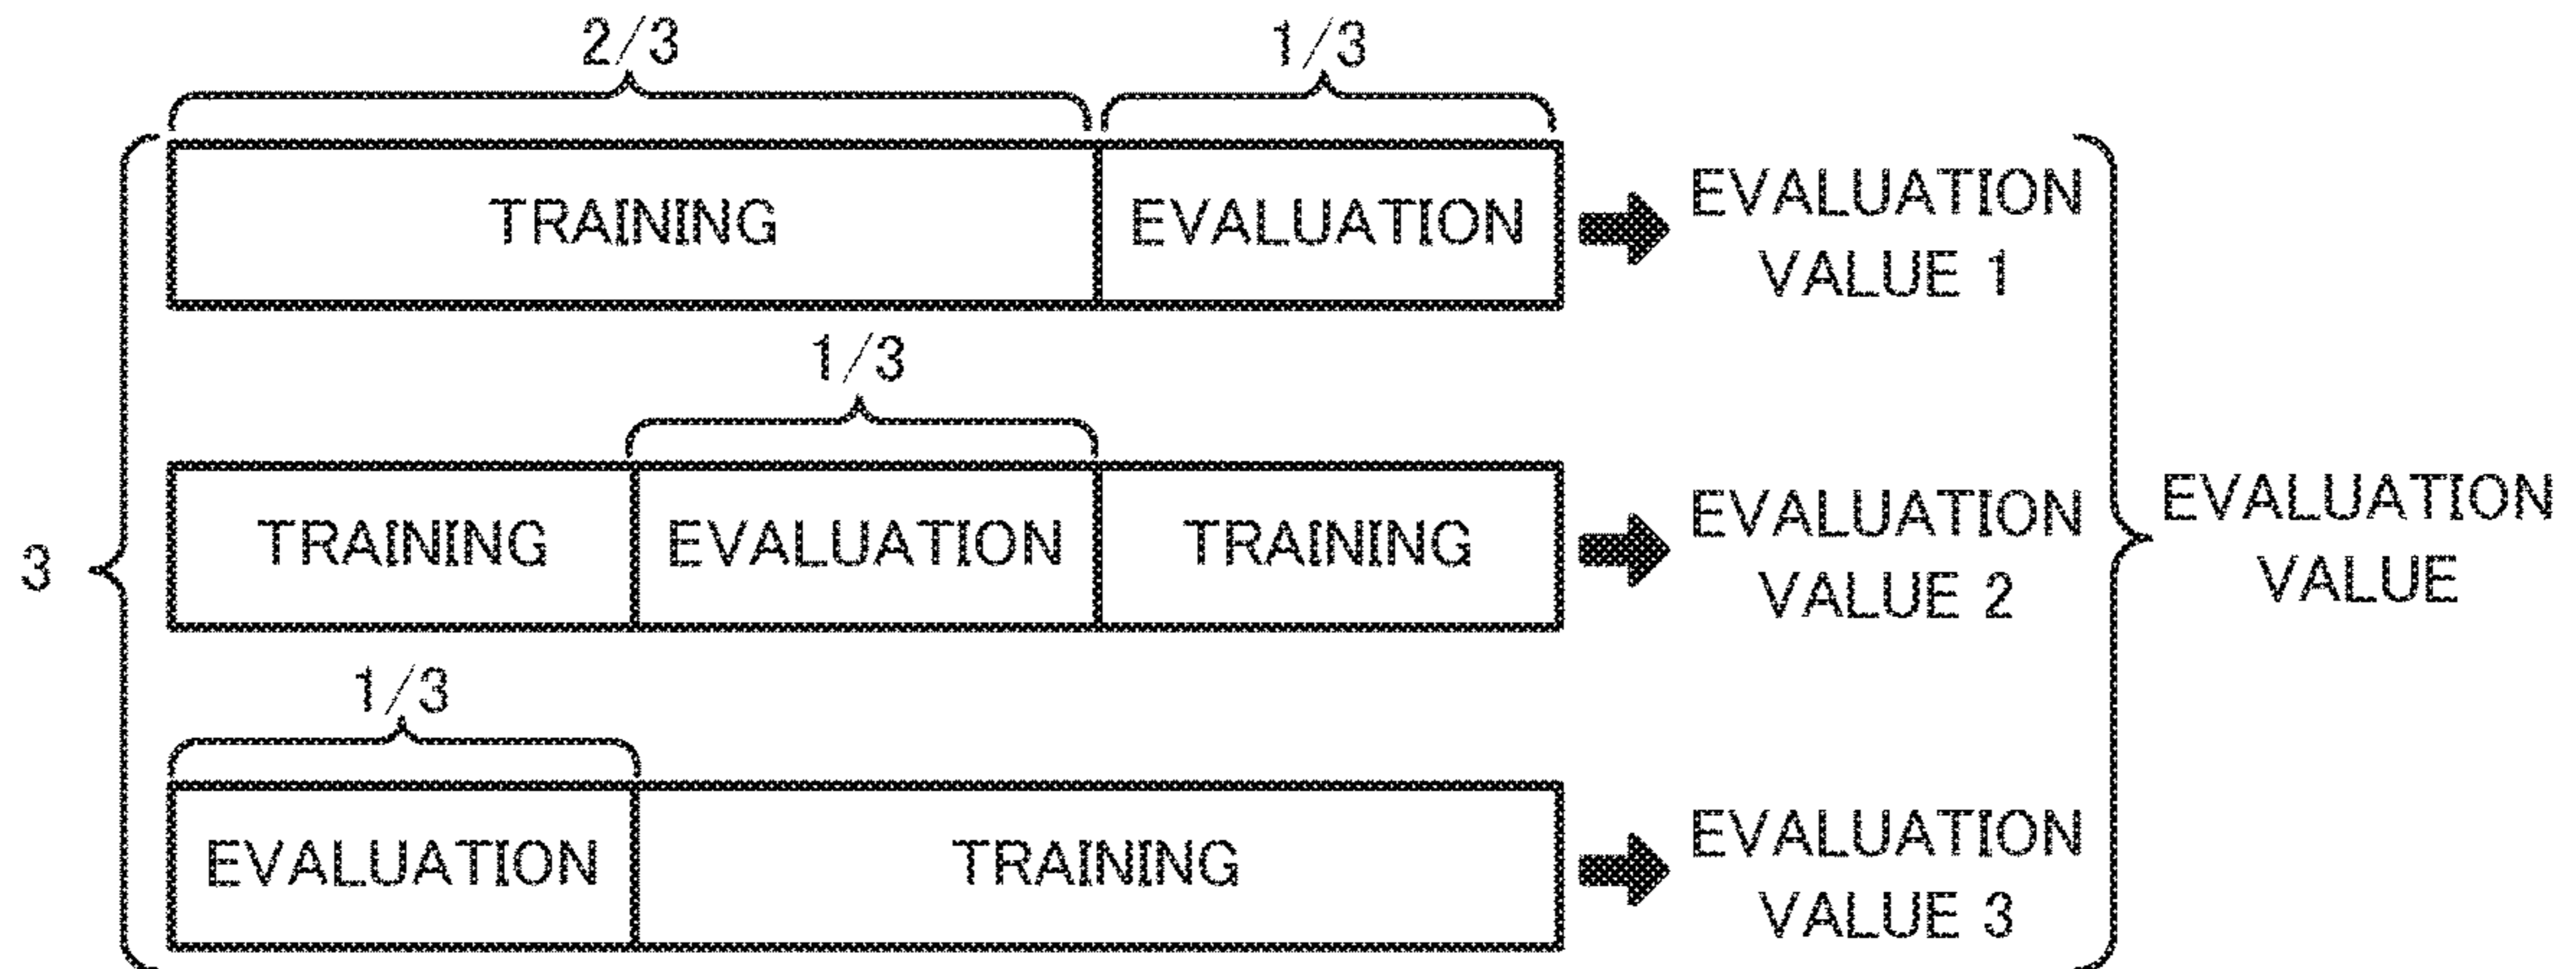 2/3 1/3
TRAINING EVALUATION EVALUATION
VALUE 1
1/3
3 TRAINING EVALUATION TRAINING EVALUATION
VALUE 2
EVALUATION
VALUE
1/3
EVALUATION TRAINING EVALUATION
VALUE 3